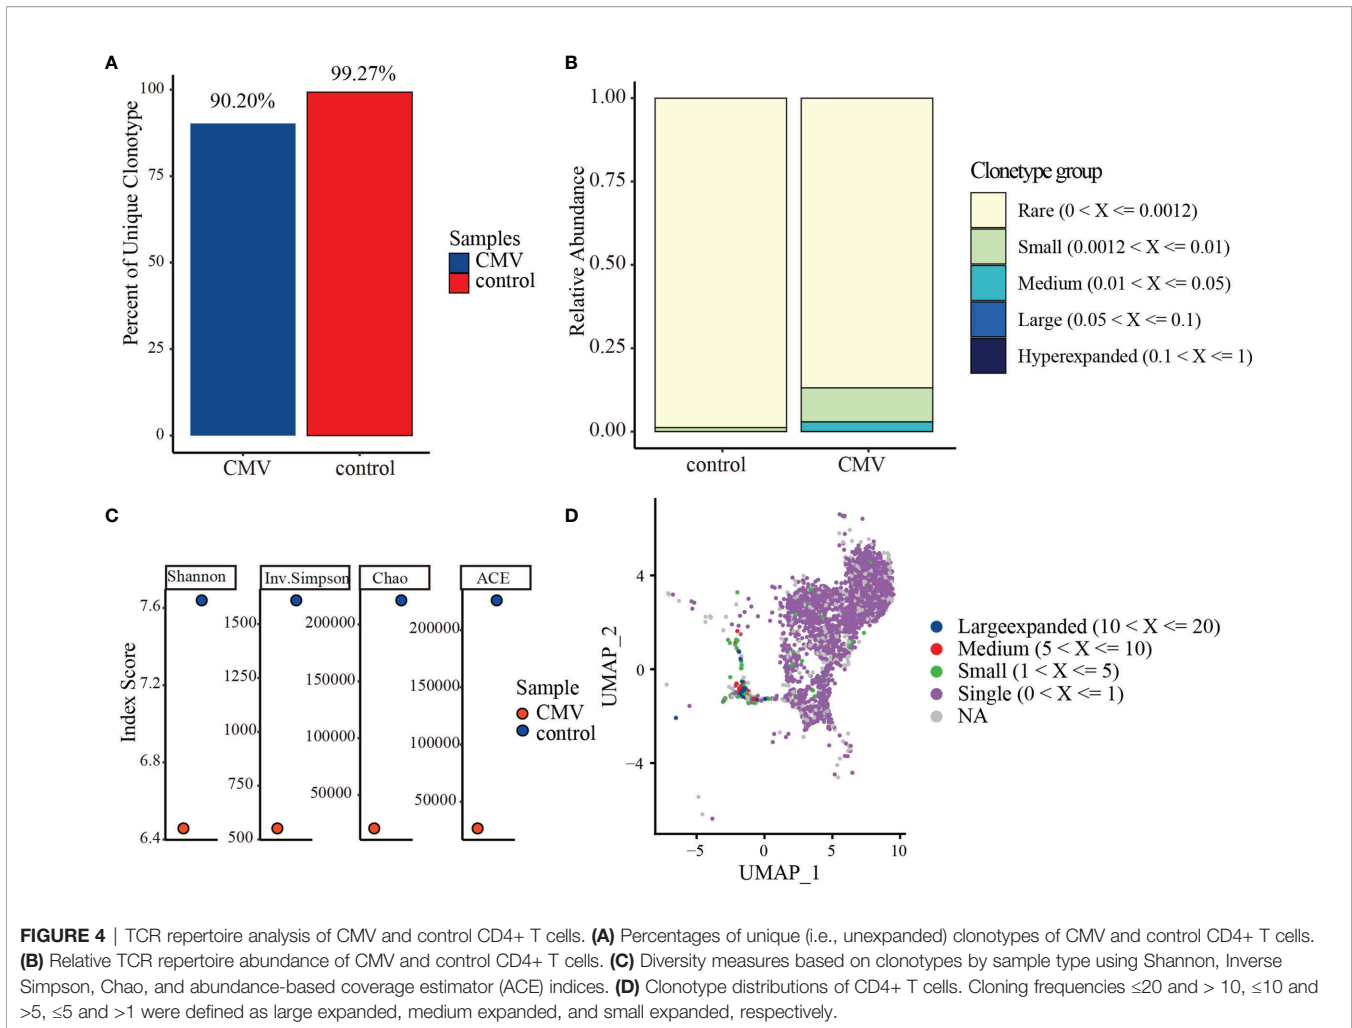 A
Percent of Unique Clonotype
100
75
50
25
0
90.20%
99.27%
CMV
control
Samples
CMV
control
B
Relative Abundance
1.00
0.75
0.50
0.25
0.00
control
CMV
Clonetype group
Rare (0 < X <= 0.0012)
Small (0.0012 < X <= 0.01)
Medium (0.01 < X <= 0.05)
Large (0.05 < X <= 0.1)
Hyperexpanded (0.1 < X <= 1)
C
Index Score
Shannon
7.6
7.2
6.8
6.4
Inv.Simpson
1500
1250
1000
750
500
Chao
200000
150000
100000
50000
ACE
200000
150000
100000
50000
Sample
CMV
control
D
UMAP_2
4
0
−4
−5
0
5
10
UMAP_1
Largeexpanded (10 < X <= 20)
Medium (5 < X <= 10)
Small (1 < X <= 5)
Single (0 < X <= 1)
NA
FIGURE 4 | TCR repertoire analysis of CMV and control CD4+ T cells. (A) Percentages of unique (i.e., unexpanded) clonotypes of CMV and control CD4+ T cells.
(B) Relative TCR repertoire abundance of CMV and control CD4+ T cells. (C) Diversity measures based on clonotypes by sample type using Shannon, Inverse
Simpson, Chao, and abundance-based coverage estimator (ACE) indices. (D) Clonotype distributions of CD4+ T cells. Cloning frequencies ≤20 and > 10, ≤10 and
>5, ≤5 and >1 were defined as large expanded, medium expanded, and small expanded, respectively.